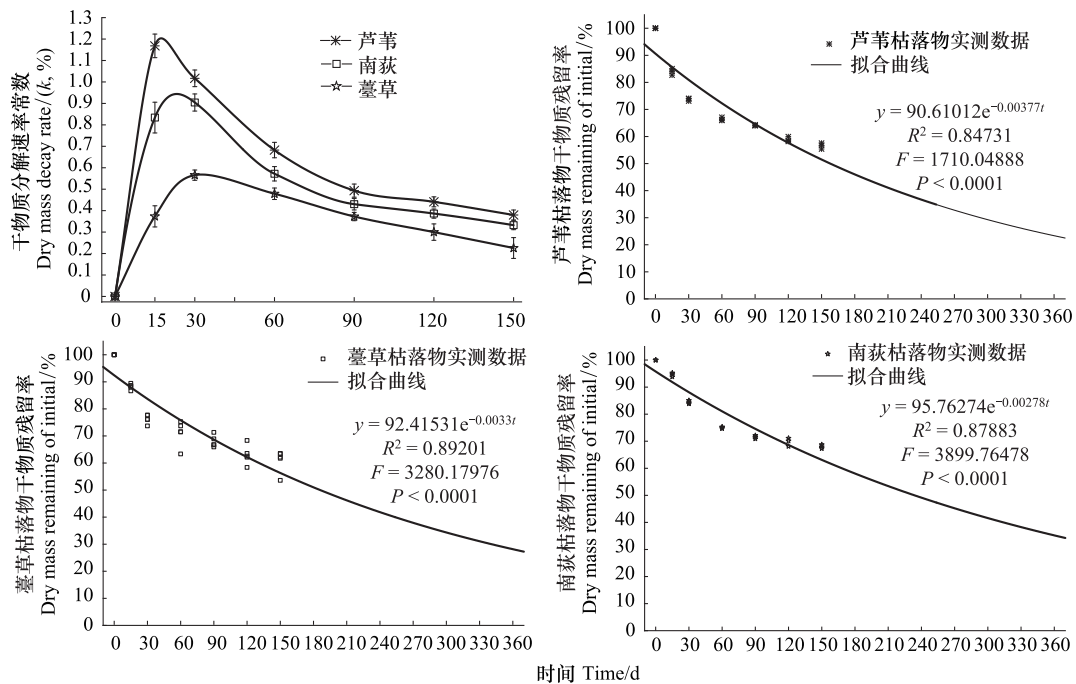 干物质分解速率常数
Dry mass decay rate/(k, %)
1.3
1.2
1.1
1.0
0.9
0.8
0.7
0.6
0.5
0.4
0.3
0.2
0.1
0
0 15 30 60 90 120 150
芦苇
南荻
薹草
芦苇枯落物干物质残留率
Dry mass remaining of initial/%
100
90
80
70
60
50
40
30
20
10
0
0 30 60 90 120 150 180 210 240 270 300 330 360
芦苇枯落物实测数据
拟合曲线
y = 90.61012e−0.00377t
R2 = 0.84731
F = 1710.04888
P < 0.0001
薹草枯落物干物质残留率
Dry mass remaining of initial/%
100
90
80
70
60
50
40
30
20
10
0
0 30 60 90 120 150 180 210 240 270 300 330 360
薹草枯落物实测数据
拟合曲线
y = 92.41531e−0.0033t
R2 = 0.89201
F = 3280.17976
P < 0.0001
南荻枯落物干物质残留率
Dry mass remaining of initial/%
100
90
80
70
60
50
40
30
20
10
0
0 30 60 90 120 150 180 210 240 270 300 330 360
南荻枯落物实测数据
拟合曲线
y = 95.76274e−0.00278t
R2 = 0.87883
F = 3899.76478
P < 0.0001
时间 Time/d